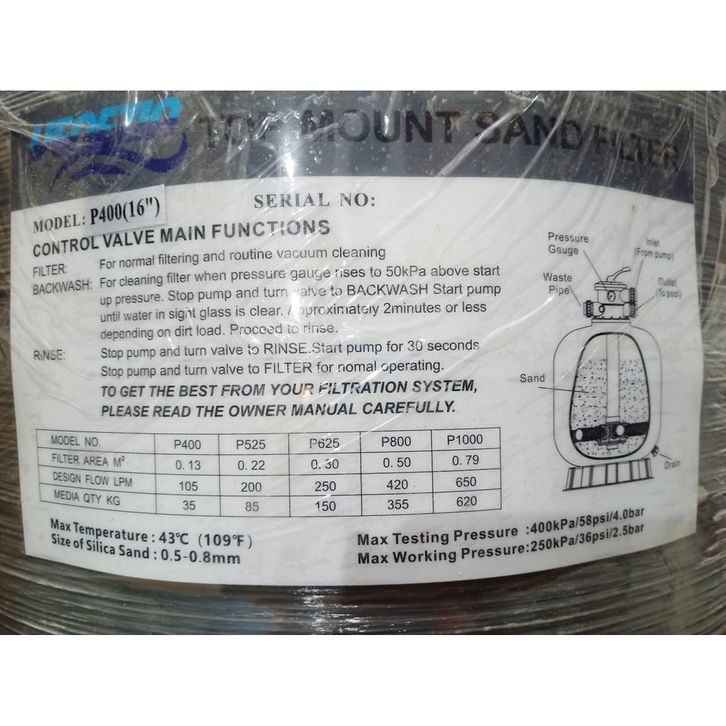 TOP MOUNT SAND FILTER
MODEL: P400(16")
SERIAL NO:
CONTROL VALVE MAIN FUNCTIONS
FILTER: For normal filtering and routine vacuum cleaning
BACKWASH: For cleaning filter when pressure gauge rises to 50kPa above start
up pressure. Stop pump and turn valve to BACKWASH Start pump
until water in sight glass is clear. Approximately 2minutes or less
depending on dirt load. Proceed to rinse.
RINSE: Stop pump and turn valve to RINSE.Start pump for 30 seconds
Stop pump and turn valve to FILTER for normal operating.
TO GET THE BEST FROM YOUR FILTRATION SYSTEM,
PLEASE READ THE OWNER MANUAL CAREFULLY.
MODEL NO. P400 P525 P625 P800 P1000
FILTER AREA M² 0.13 0.22 0.30 0.50 0.79
DESIGN FLOW LPM 105 200 250 420 650
MEDIA QTY KG 35 85 150 355 620
Max Temperature : 43℃ (109℉)
Size of Silica Sand : 0.5-0.8mm
Max Testing Pressure :400kPa/58psi/4.0bar
Max Working Pressure:250kPa/36psi/2.5bar
Pressure
Gauge
Inlet
(From pump)
Waste
Pipe
Outlet
(To pool)
Sand
Drain